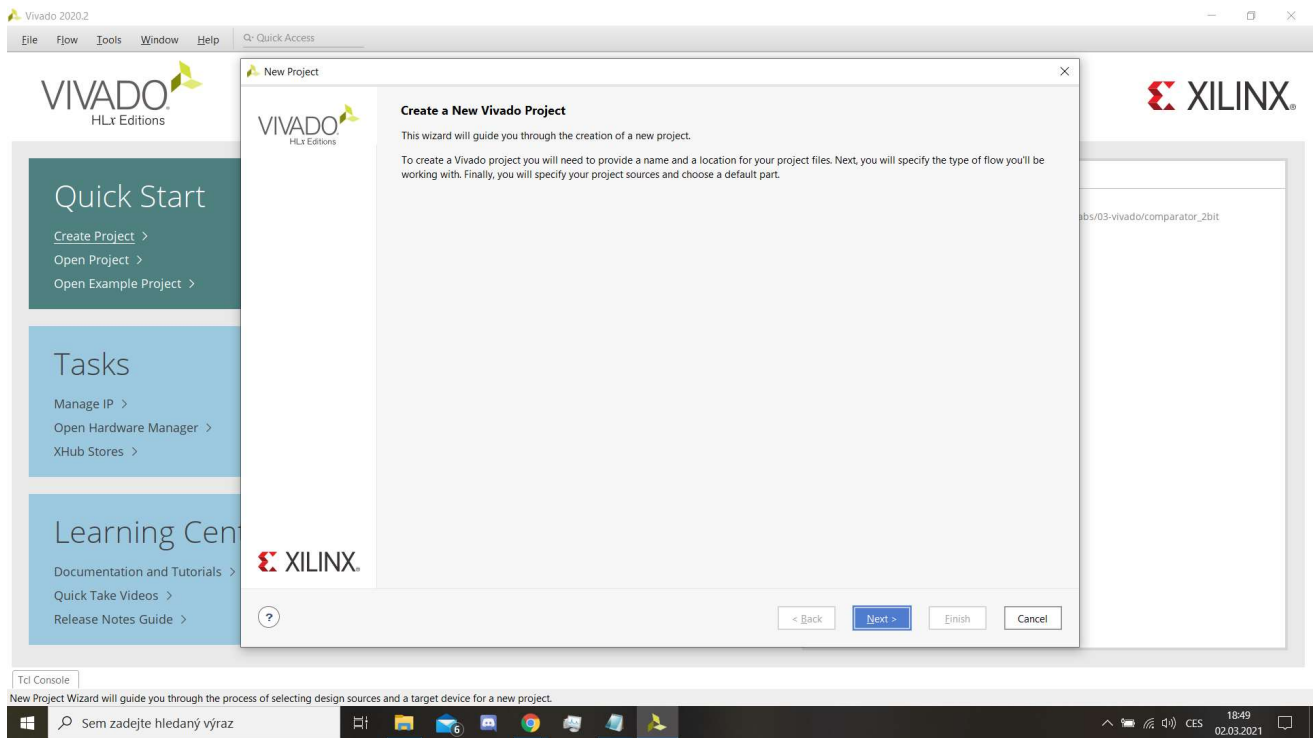 Vivado 2020.2
File Flow Tools Window Help Quick Access
VIVADO.
HLx Editions
XILINX®
Quick Start
Create Project >
Open Project >
Open Example Project >
Tasks
Manage IP >
Open Hardware Manager >
XHub Stores >
Learning Cen
Documentation and Tutorials >
Quick Take Videos >
Release Notes Guide >
New Project
VIVADO.
HLx Editions
XILINX®
Create a New Vivado Project
This wizard will guide you through the creation of a new project.
To create a Vivado project you will need to provide a name and a location for your project files. Next, you will specify the type of flow you'll be
working with. Finally, you will specify your project sources and choose a default part.
?
< Back Next > Finish Cancel
abs/03-vivado/comparator_2bit
Tcl Console
New Project Wizard will guide you through the process of selecting design sources and a target device for a new project.
Sem zadejte hledaný výraz
6
CES
18:49
02.03.2021